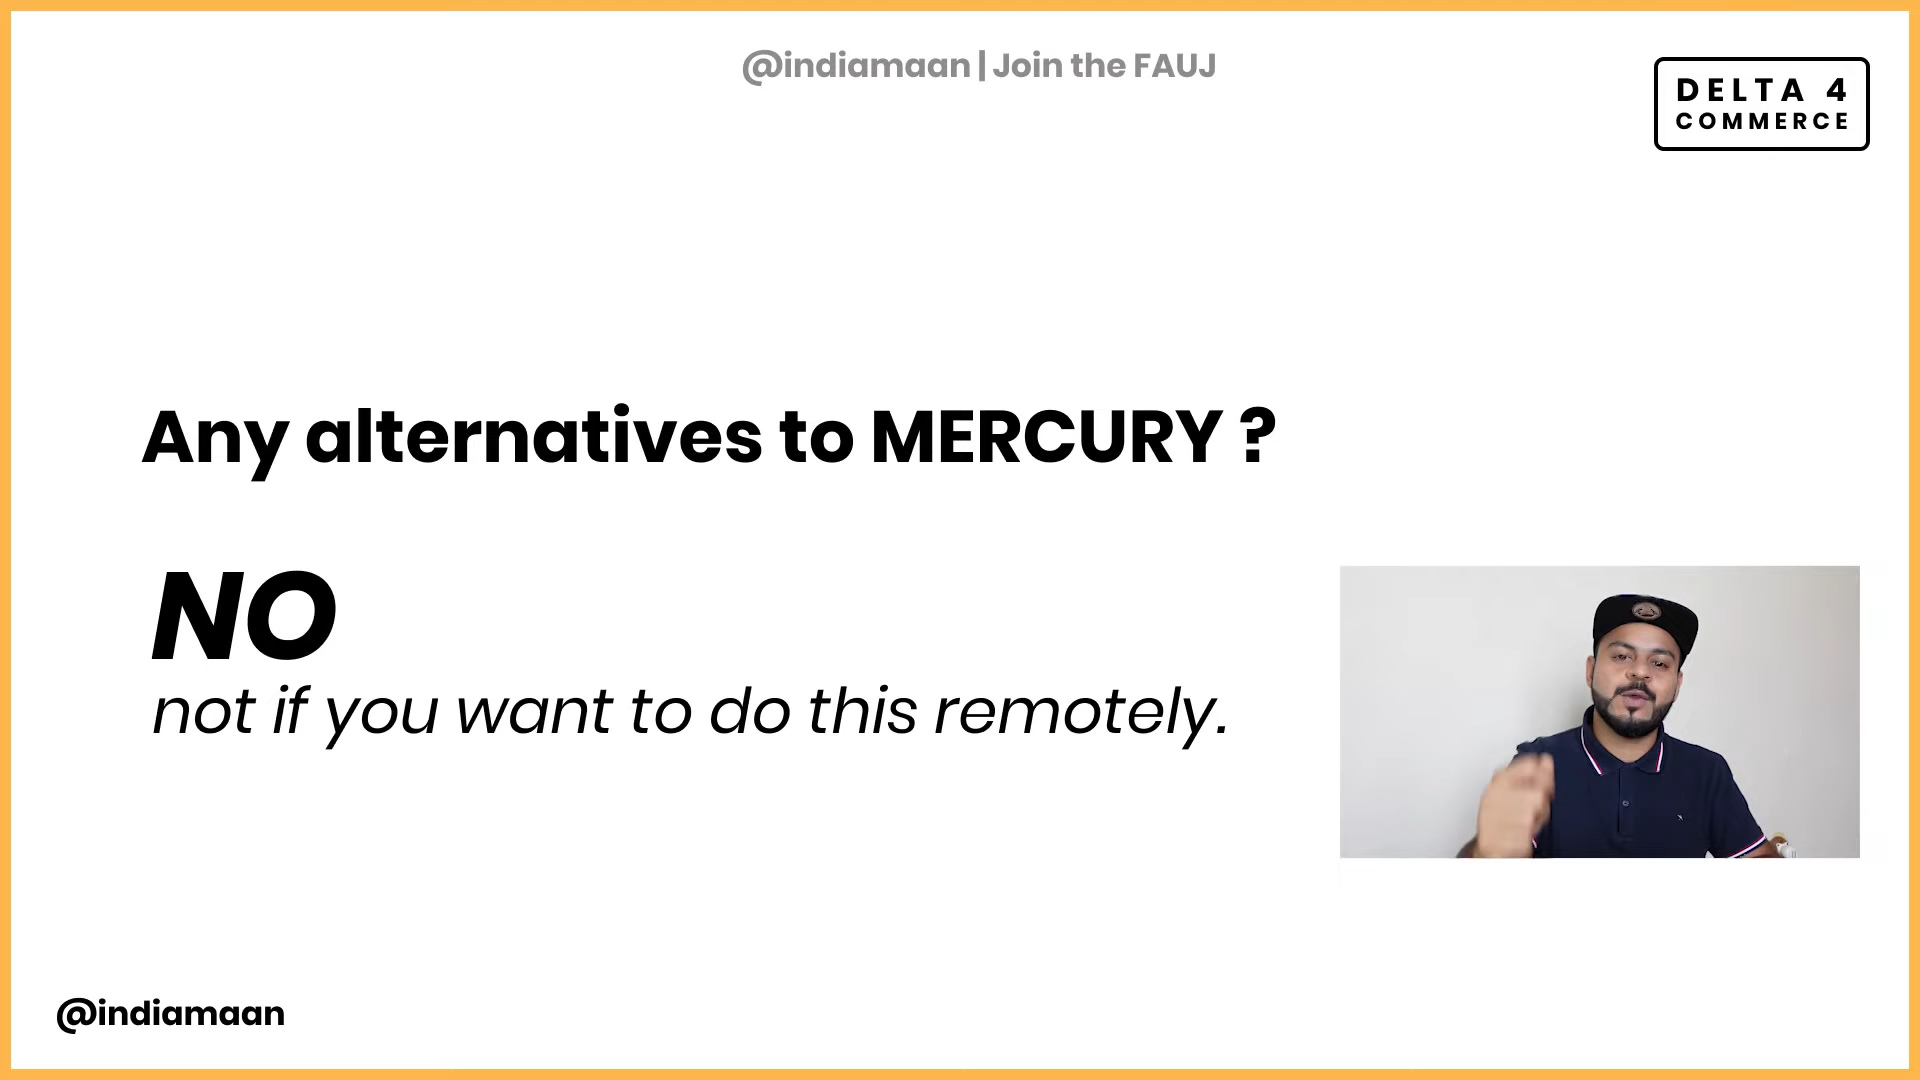 @indiamaan | Join the FAUJ
DELTA 4
COMMERCE
Any alternatives to MERCURY ?
NO
not if you want to do this remotely.
@indiamaan